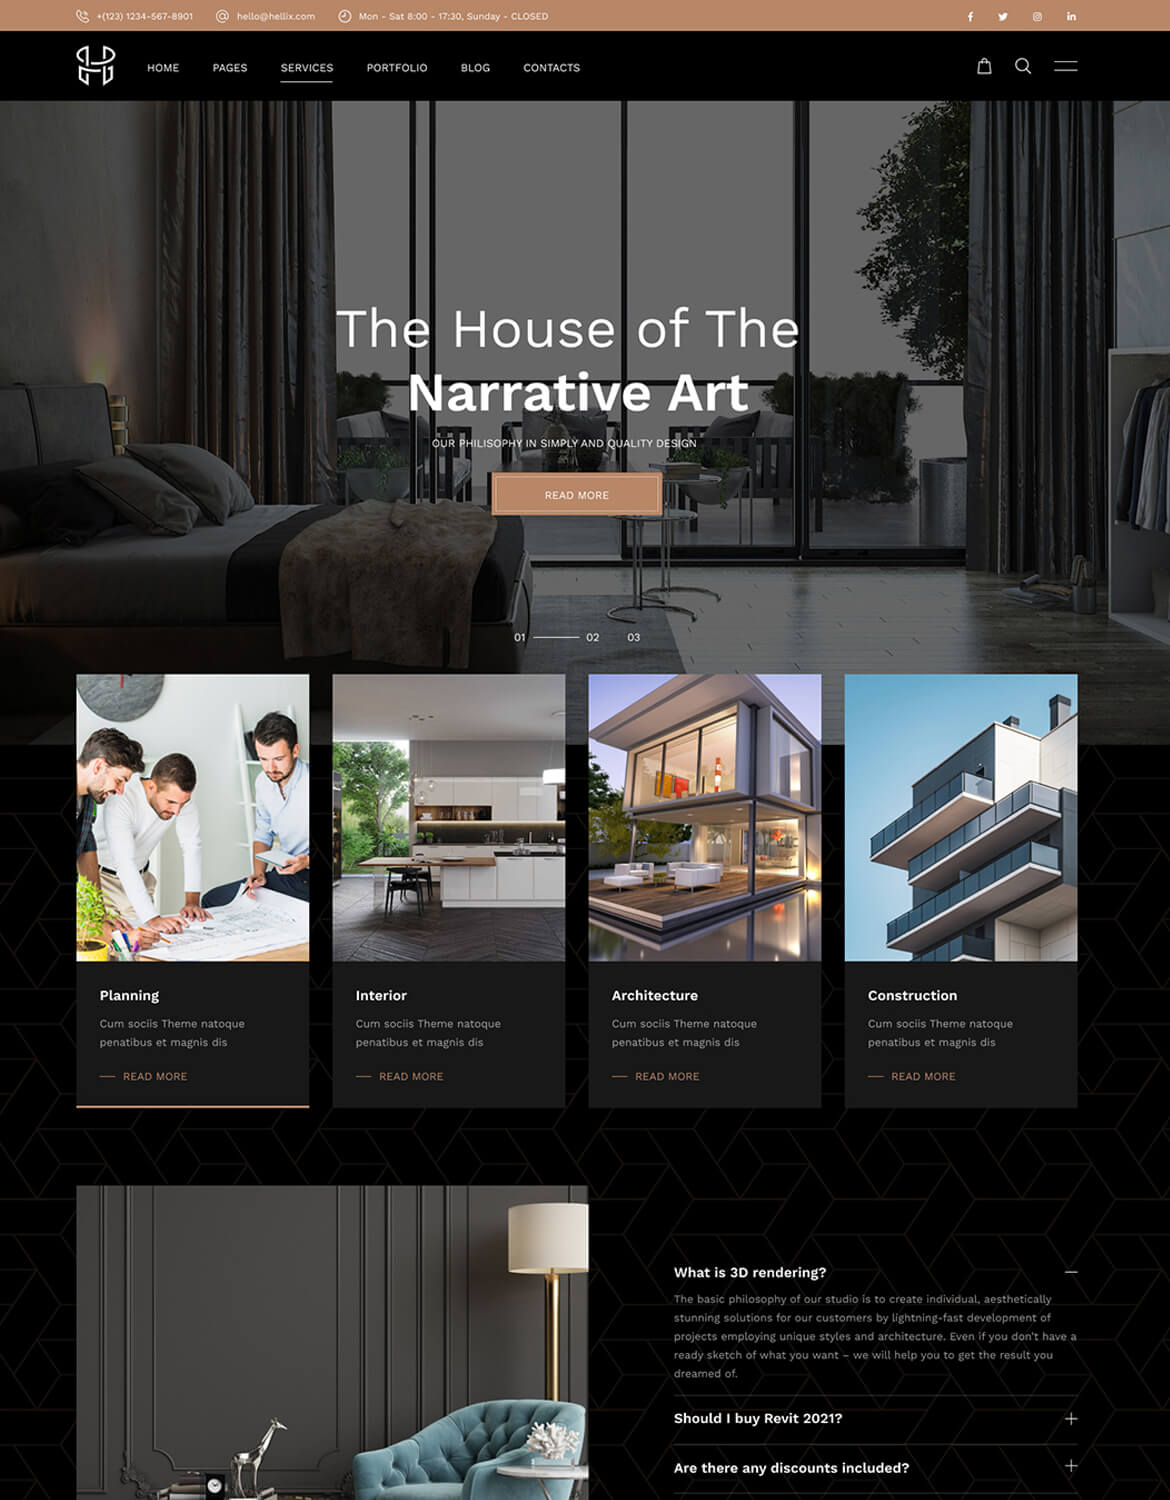 +(123) 1234-567-8901
hello@hellix.com
Mon - Sat 8:00 - 17:30, Sunday - CLOSED
HOME
PAGES
SERVICES
PORTFOLIO
BLOG
CONTACTS
The House of The
Narrative Art
OUR PHILISOPHY IN SIMPLY AND QUALITY DESIGN
READ MORE
01
02
03
Planning
Cum sociis Theme natoque
penatibus et magnis dis
READ MORE
Interior
Cum sociis Theme natoque
penatibus et magnis dis
READ MORE
Architecture
Cum sociis Theme natoque
penatibus et magnis dis
READ MORE
Construction
Cum sociis Theme natoque
penatibus et magnis dis
READ MORE
What is 3D rendering?
The basic philosophy of our studio is to create individual, aesthetically
stunning solutions for our customers by lightning-fast development of
projects employing unique styles and architecture. Even if you don't have a
ready sketch of what you want – we will help you to get the result you
dreamed of.
Should I buy Revit 2021?
Are there any discounts included?